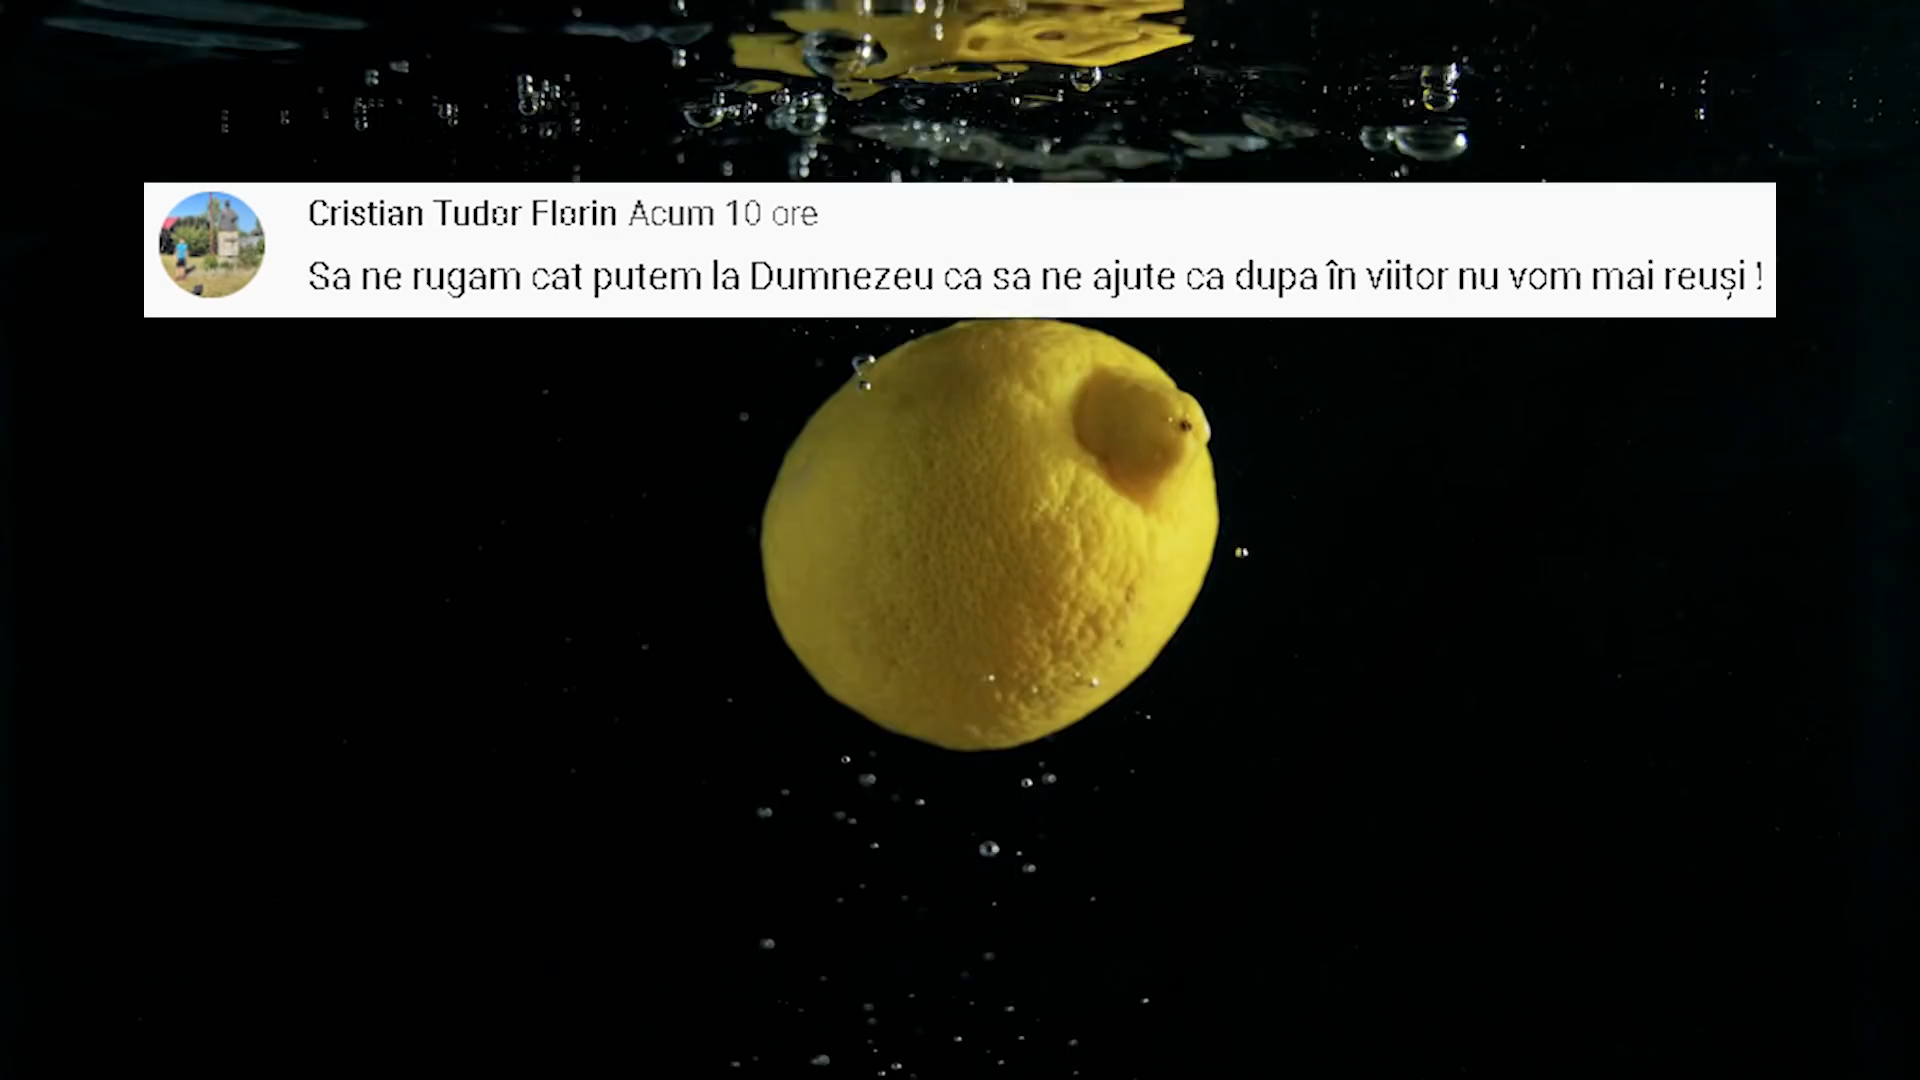 Cristian Tudor Florin Acum 10 ore
Sa ne rugam cat putem la Dumnezeu ca sa ne ajute ca dupa în viitor nu vom mai reuși !